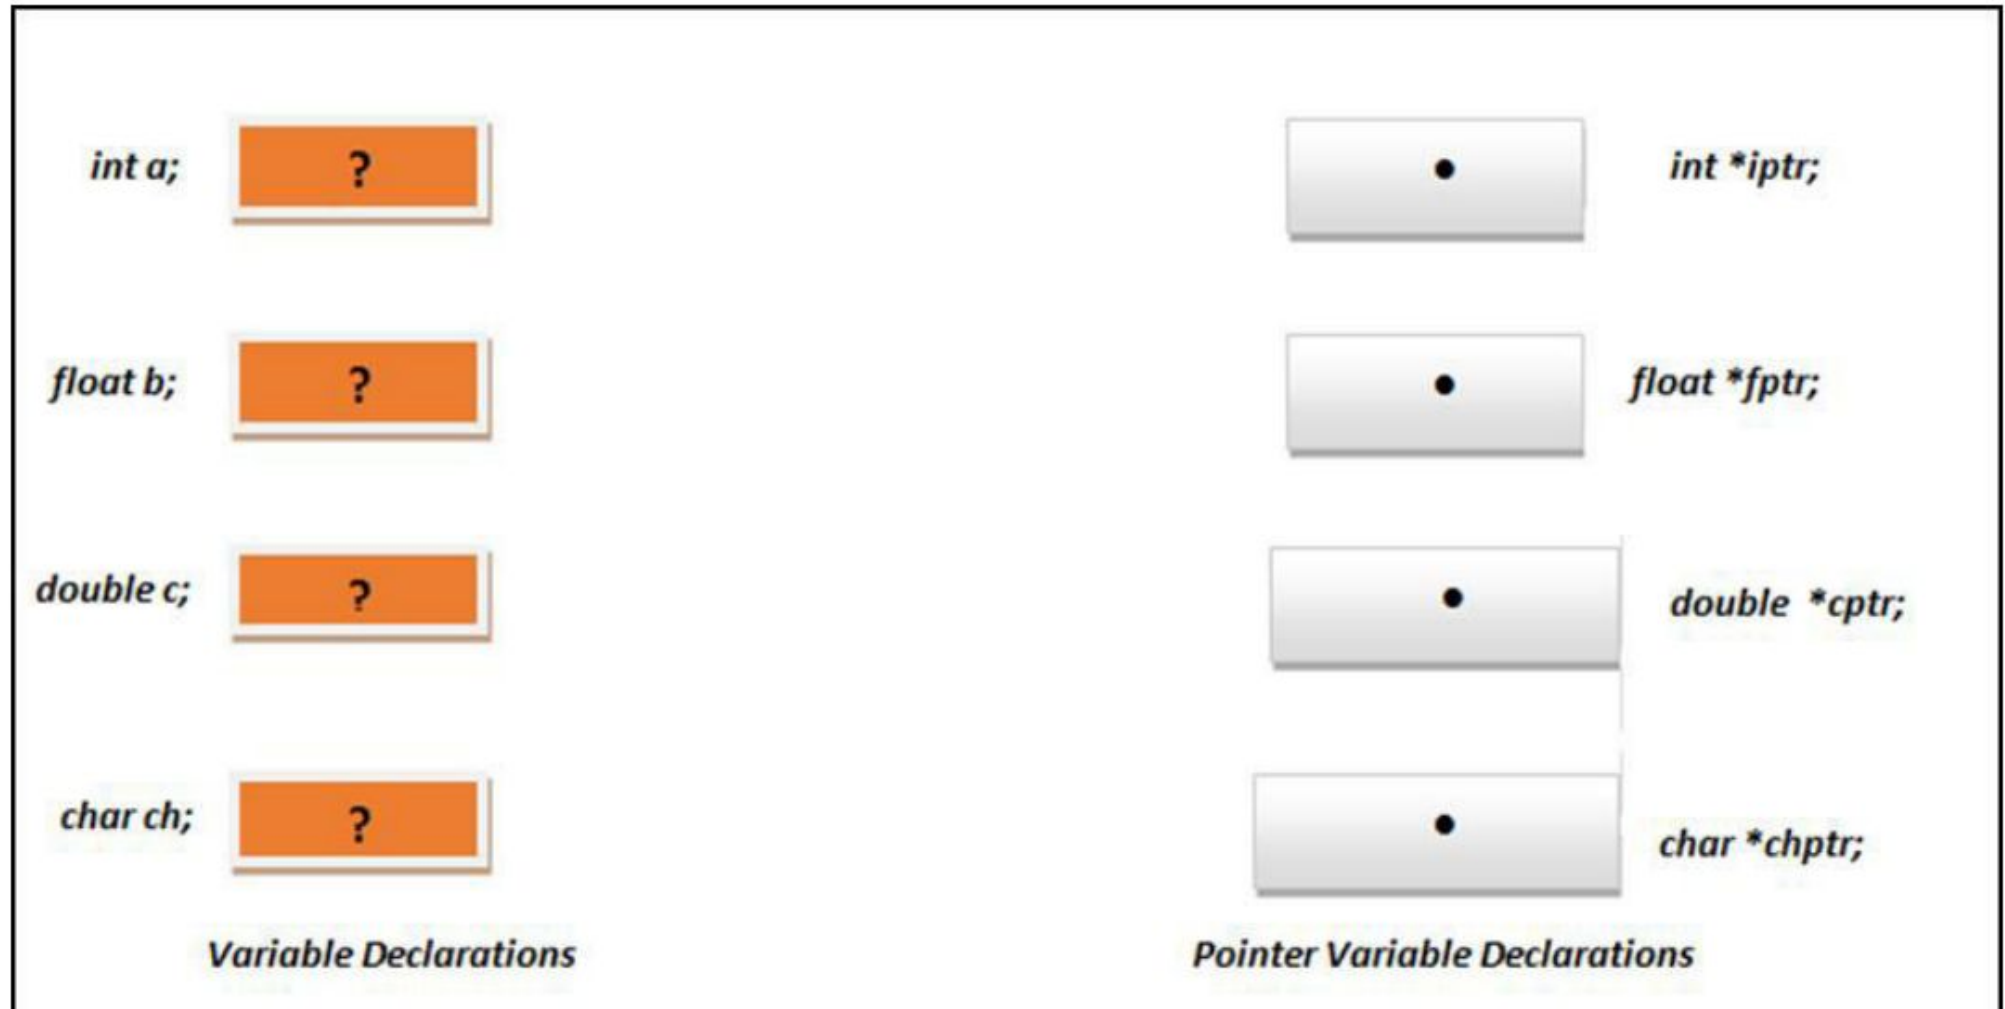 int a;
?
int *iptr;
float b;
?
float *fptr;
double c;
?
double *cptr;
char ch;
?
char *chptr;
Variable Declarations
Pointer Variable Declarations